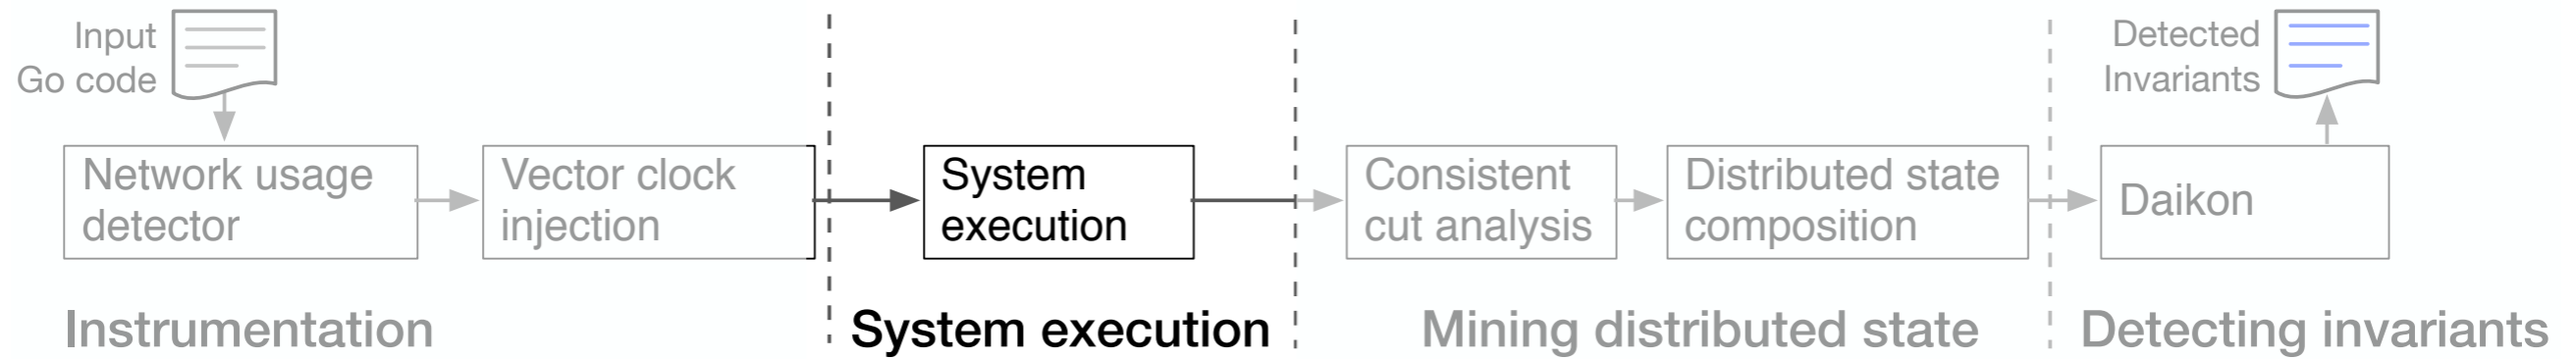 Input
Go code
Network usage
detector
Vector clock
injection
Instrumentation
System
execution
System execution
Consistent
cut analysis
Distributed state
composition
Mining distributed state
Detected
Invariants
Daikon
Detecting invariants